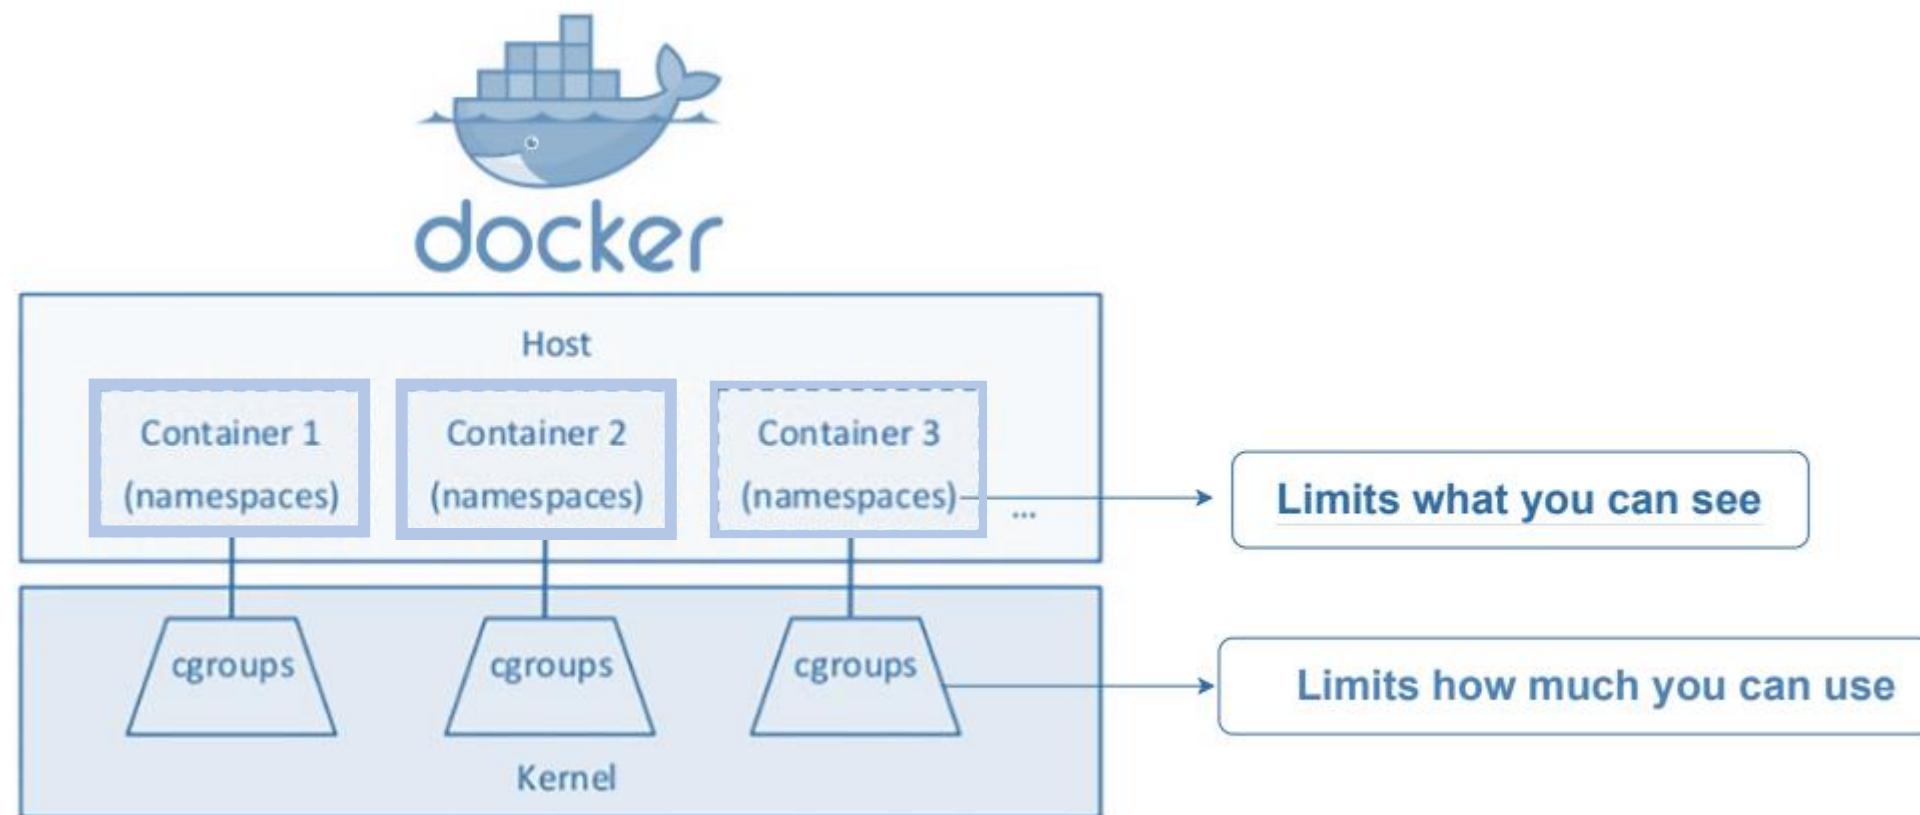 docker
Host
Container 1
(namespaces)
Container 2
(namespaces)
Container 3
(namespaces)
...
Limits what you can see
cgroups
cgroups
cgroups
Limits how much you can use
Kernel